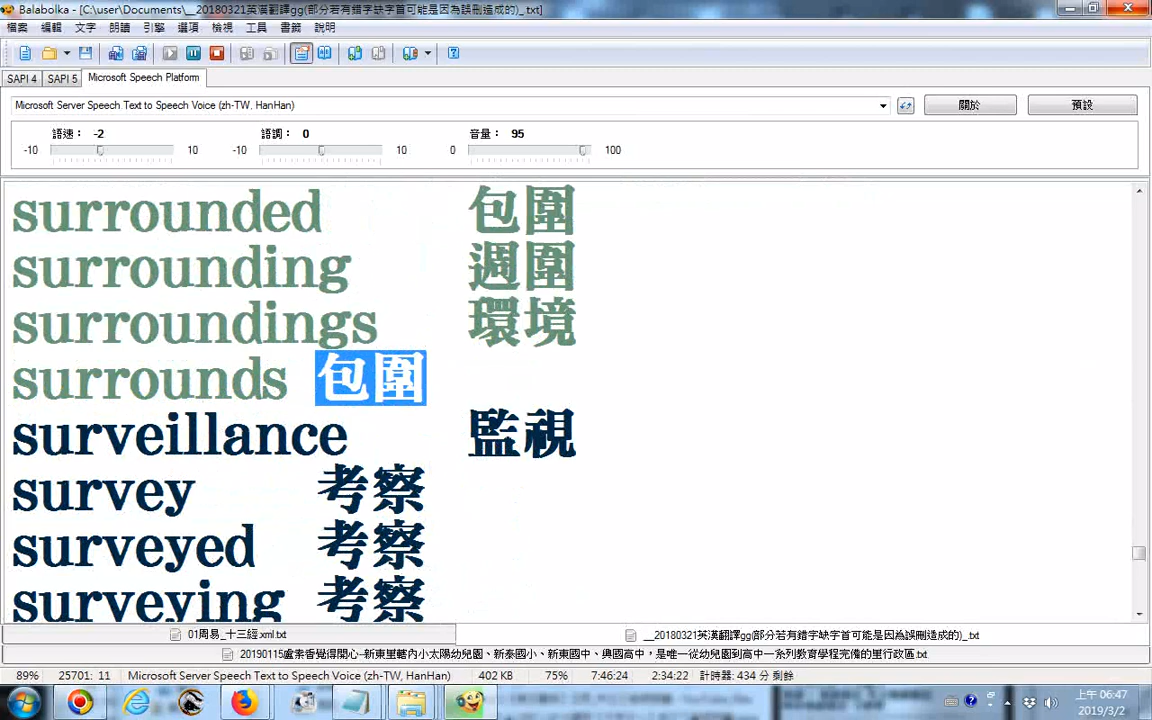 Balabolka - [C:\user\Documents\__20180321英漢翻譯gg(部分若有錯字缺字首可能是因為誤刪造成的)_.txt]
檔案 編輯 文字 朗讀 引擎 選項 檢視 工具 書籤 說明
SAPI 4 SAPI 5 Microsoft Speech Platform
Microsoft Server Speech Text to Speech Voice (zh-TW, HanHan) 關於 預設
語速： -2 語調： 0 音量： 95
-10 10 -10 10 0 100
surrounded 包圍
surrounding 週圍
surroundings 環境
surrounds 包圍
surveillance 監視
survey 考察
surveyed 考察
surveying 考察
01周易_十三經.xml.txt __20180321英漢翻譯gg(部分若有錯字缺字首可能是因為誤刪造成的)_.txt
20190115盧素香覺得開心-新東里轄內小太陽幼兒園、新泰國小、新東國中、興國高中，是唯一從幼兒園到高中一系列教育學程完備的里行政區.txt
89% 25701: 11 Microsoft Server Speech Text to Speech Voice (zh-TW, HanHan) 402 KB 75% 7:46:24 2:34:22 計時器: 434 分 剩餘
上午 06:47
2019/3/2